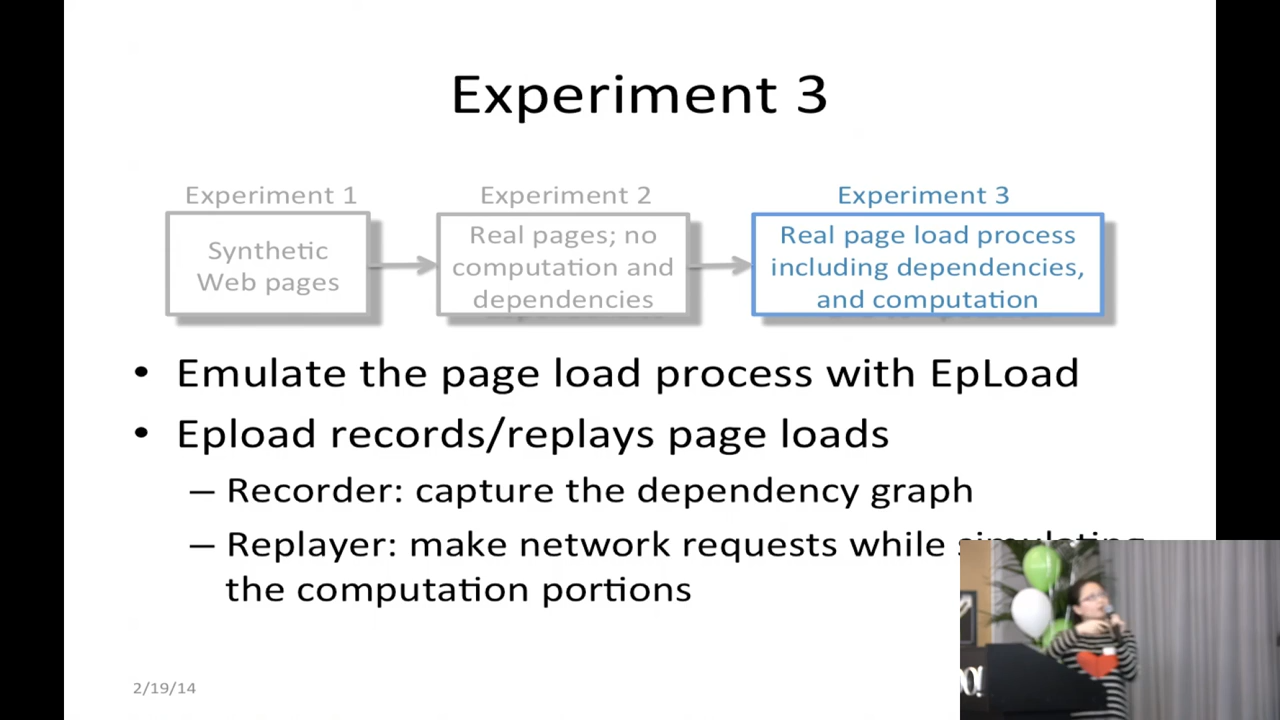 Experiment 3
Experiment 1
Synthetic
Web pages
Experiment 2
Real pages; no
computation and
dependencies
Experiment 3
Real page load process
including dependencies,
and computation
• Emulate the page load process with EpLoad
• Epload records/replays page loads
– Recorder: capture the dependency graph
– Replayer: make network requests while simulating
the computation portions
2/19/14